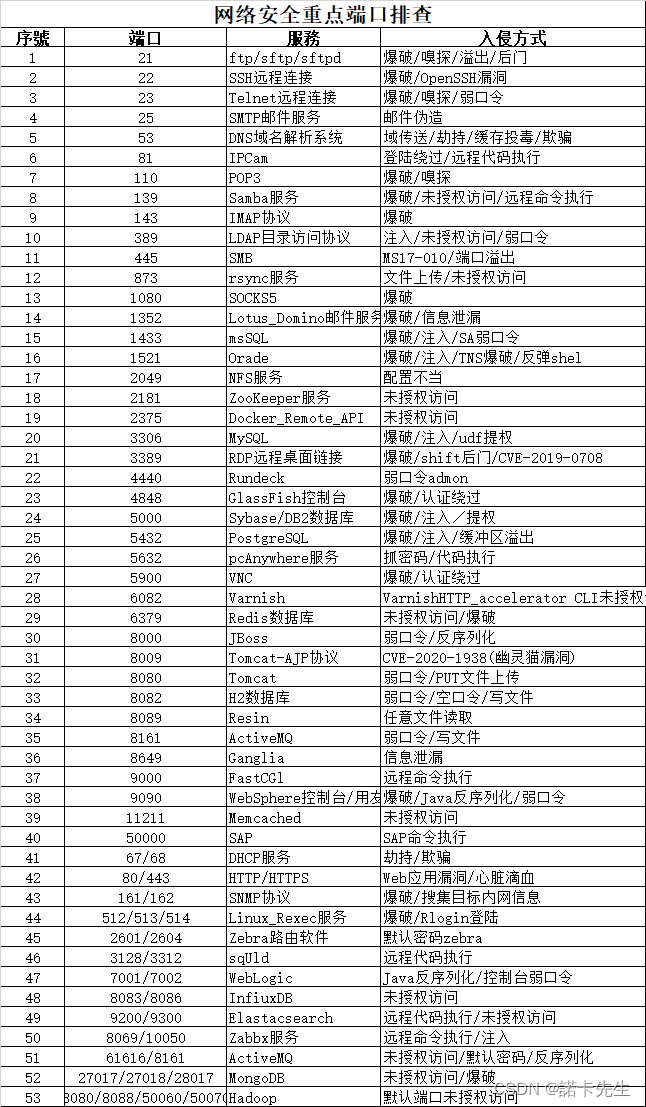 网络安全重点端口排查
序號 端口 服務 入侵方式
1 21 ftp/sftp/sftpd 爆破/嗅探/溢出/后门
2 22 SSH远程连接 爆破/OpenSSH漏洞
3 23 Telnet远程连接 爆破/嗅探/弱口令
4 25 SMTP邮件服务 邮件伪造
5 53 DNS域名解析系统 域传送/劫持/缓存投毒/欺骗
6 81 IPCam 登陆绕过/远程代码执行
7 110 POP3 爆破/嗅探
8 139 Samba服务 爆破/未授权访问/远程命令执行
9 143 IMAP协议 爆破
10 389 LDAP目录访问协议 注入/未授权访问/弱口令
11 445 SMB MS17-010/端口溢出
12 873 rsync服务 文件上传/未授权访问
13 1080 SOCKS5 爆破
14 1352 Lotus_Domino邮件服务 爆破/信息泄漏
15 1433 msSQL 爆破/注入/SA弱口令
16 1521 Orade 爆破/注入/TNS爆破/反弹shel
17 2049 NFS服务 配置不当
18 2181 ZooKeeper服务 未授权访问
19 2375 Docker_Remote_API 未授权访问
20 3306 MySQL 爆破/注入/udf提权
21 3389 RDP远程桌面链接 爆破/shift后门/CVE-2019-0708
22 4440 Rundeck 弱口令admon
23 4848 GlassFish控制台 爆破/认证绕过
24 5000 Sybase/DB2数据库 爆破/注入／提权
25 5432 PostgreSQL 爆破/注入/缓冲区溢出
26 5632 pcAnywhere服务 抓密码/代码执行
27 5900 VNC 爆破/认证绕过
28 6082 Varnish VarnishHTTP_accelerator CLI未授权
29 6379 Redis数据库 未授权访问/爆破
30 8000 JBoss 弱口令/反序列化
31 8009 Tomcat-AJP协议 CVE-2020-1938(幽灵猫漏洞)
32 8080 Tomcat 弱口令/PUT文件上传
33 8082 H2数据库 弱口令/空口令/写文件
34 8089 Resin 任意文件读取
35 8161 ActiveMQ 弱口令/写文件
36 8649 Ganglia 信息泄漏
37 9000 FastCGl 远程命令执行
38 9090 WebSphere控制台/用友 爆破/Java反序列化/弱口令
39 11211 Memcached 未授权访问
40 50000 SAP SAP命令执行
41 67/68 DHCP服务 劫持/欺骗
42 80/443 HTTP/HTTPS Web应用漏洞/心脏滴血
43 161/162 SNMP协议 爆破/搜集目标内网信息
44 512/513/514 Linux_Rexec服务 爆破/Rlogin登陆
45 2601/2604 Zebra路由软件 默认密码zebra
46 3128/3312 sqUld 远程代码执行
47 7001/7002 WebLogic Java反序列化/控制台弱口令
48 8083/8086 InfiuxDB 未授权访问
49 9200/9300 Elastacsearch 远程代码执行/未授权访问
50 8069/10050 Zabbx服务 远程命令执行/注入
51 61616/8161 ActiveMQ 未授权访问/默认密码/反序列化
52 27017/27018/28017 MongoDB 未授权访问/爆破
53 8080/8088/50060/50070 Hadoop 默认端口未授权访问
CSDN @諾卡先生